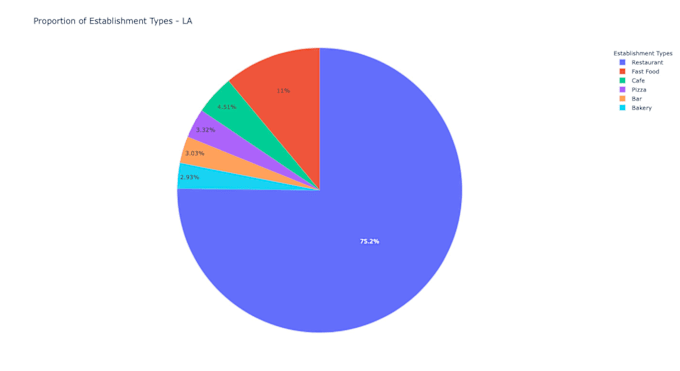 Proportion of Establishment Types - LA
Establishment Types
Restaurant
Fast Food
Cafe
Pizza
Bar
Bakery
11%
4.51%
3.32%
3.03%
2.93%
75.2%